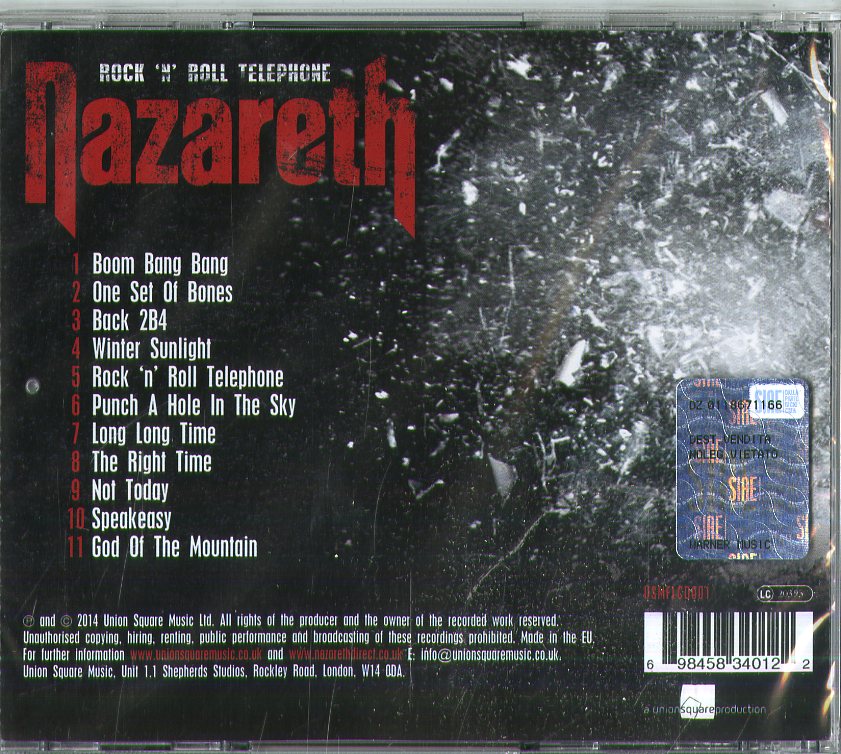 ROCK 'N' ROLL TELEPHONE
Nazareth
1 Boom Bang Bang
2 One Set Of Bones
3 Back 2B4
4 Winter Sunlight
5 Rock 'n' Roll Telephone
6 Punch A Hole In The Sky
7 Long Long Time
8 The Right Time
9 Not Today
10 Speakeasy
11 God Of The Mountain
SIAE
DZ 0118671166
DEST.VENDITA
NOLEG.VIETATO
SIAE
SIAE
WARNER MUSIC
USMFLCD001
LC 20395
℗ and © 2014 Union Square Music Ltd. All rights of the producer and the owner of the recorded work reserved.
Unauthorised copying, hiring, renting, public performance and broadcasting of these recordings prohibited. Made in the EU.
For further information www.unionsquaremusic.co.uk and www.nazarethdirect.co.uk E: info@unionsquaremusic.co.uk.
Union Square Music, Unit 1.1 Shepherds Studios, Rockley Road, London, W14 0DA.
6 98458 34012 2
a unionsquareproduction